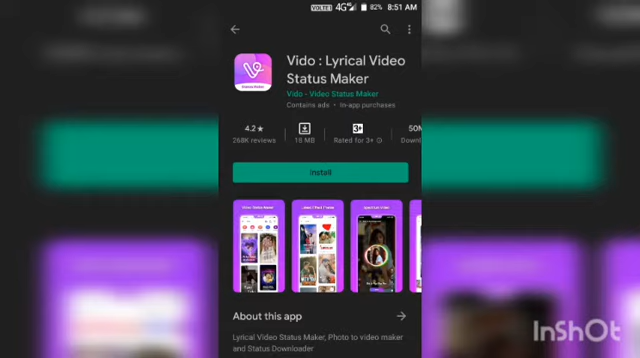 VOLTE1 4G 82% 8:51 AM
Vido : Lyrical Video
Status Maker
Vido - Video Status Maker
Contains ads • In-app purchases
4.2★
268K reviews
16 MB
3+
Rated for 3+
50M
Install
About this app
Lyrical Video Status Maker, Photo to video maker
and Status Downloader
InShOt